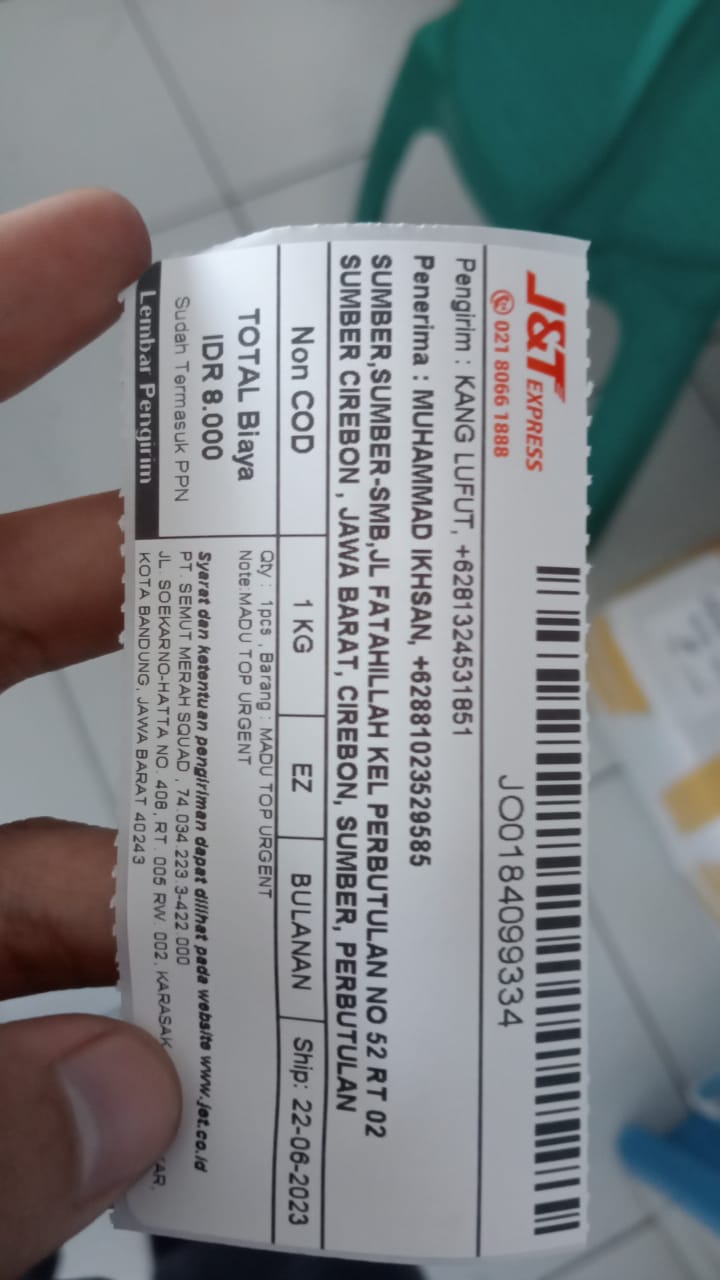 J&T EXPRESS
021 8066 1888
JO0184099334
Pengirim : KANG LUFUT, +6281324531851
Penerima : MUHAMMAD IKHSAN, +62881023529585
SUMBER,SUMBER-SMB,JL FATAHILLAH KEL PERBUTULAN NO 52 RT 02
SUMBER CIREBON , JAWA BARAT, CIREBON, SUMBER, PERBUTULAN
Non COD 1 KG EZ BULANAN Ship: 22-06-2023
TOTAL Biaya
IDR 8.000
Sudah Termasuk PPN
Lembar Pengirim
Qty : 1pcs , Barang : MADU TOP URGENT
Note:MADU TOP URGENT
Syarat dan ketentuan pengiriman dapat dilihat pada website www.jet.co.id
PT. SEMUT MERAH SQUAD , 74.034.223.3-422.000
JL. SOEKARNO-HATTA NO. 408, RT . 005 RW. 002, KARASAK
KOTA BANDUNG, JAWA BARAT 40243